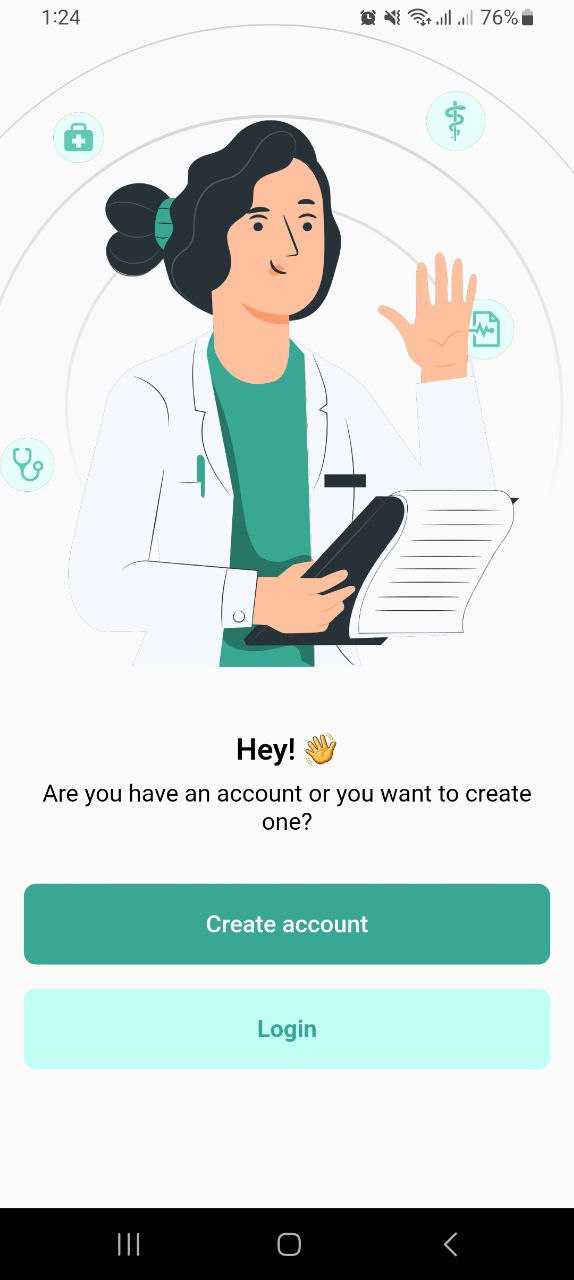 1:24
76%
Hey! 👋
Are you have an account or you want to create
one?
Create account
Login